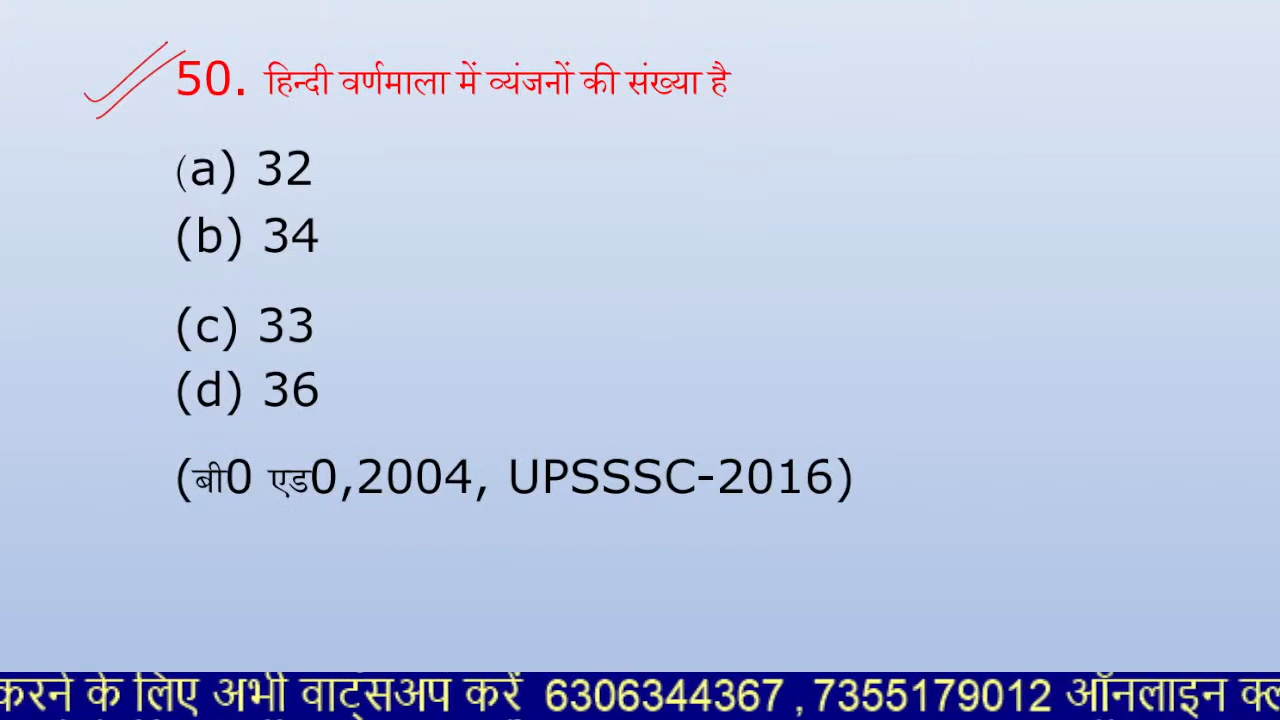 50. हिन्दी वर्णमाला में व्यंजनों की संख्या है
(a) 32
(b) 34
(c) 33
(d) 36
(बी0 एड0,2004, UPSSSC-2016)
करने के लिए अभी वाट्सअप करें 6306344367 ,7355179012 ऑनलाइन क्ल